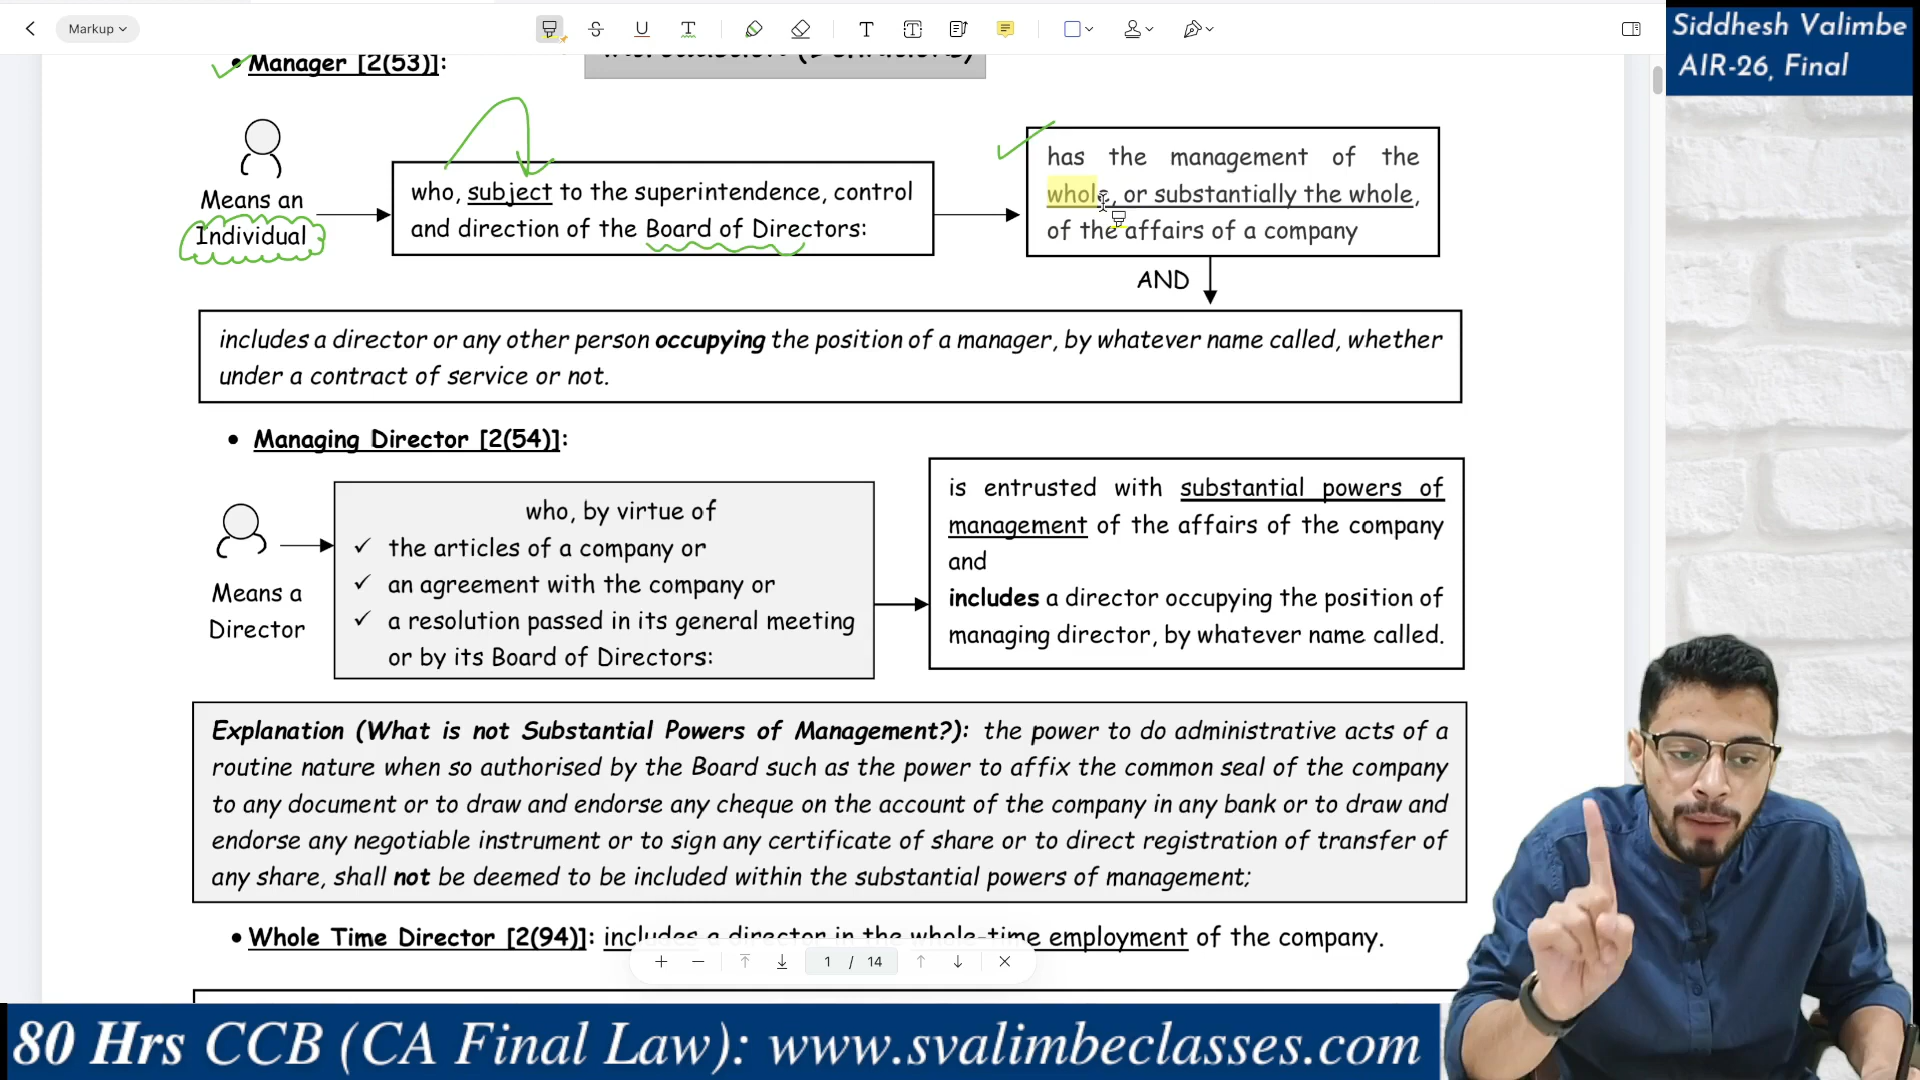 Markup
Siddhesh Valimbe
AIR-26, Final
• Manager [2(53)]:
Means an
Individual
who, subject to the superintendence, control
and direction of the Board of Directors:
has the management of the
whole, or substantially the whole,
of the affairs of a company
AND
includes a director or any other person occupying the position of a manager, by whatever name called, whether
under a contract of service or not.
• Managing Director [2(54)]:
Means a
Director
who, by virtue of
✓ the articles of a company or
✓ an agreement with the company or
✓ a resolution passed in its general meeting
or by its Board of Directors:
is entrusted with substantial powers of
management of the affairs of the company
and
includes a director occupying the position of
managing director, by whatever name called.
Explanation (What is not Substantial Powers of Management?): the power to do administrative acts of a
routine nature when so authorised by the Board such as the power to affix the common seal of the company
to any document or to draw and endorse any cheque on the account of the company in any bank or to draw and
endorse any negotiable instrument or to sign any certificate of share or to direct registration of transfer of
any share, shall not be deemed to be included within the substantial powers of management;
• Whole Time Director [2(94)]: includes a director in the whole-time employment of the company.
1 / 14
80 Hrs CCB (CA Final Law): www.svalimbeclasses.com